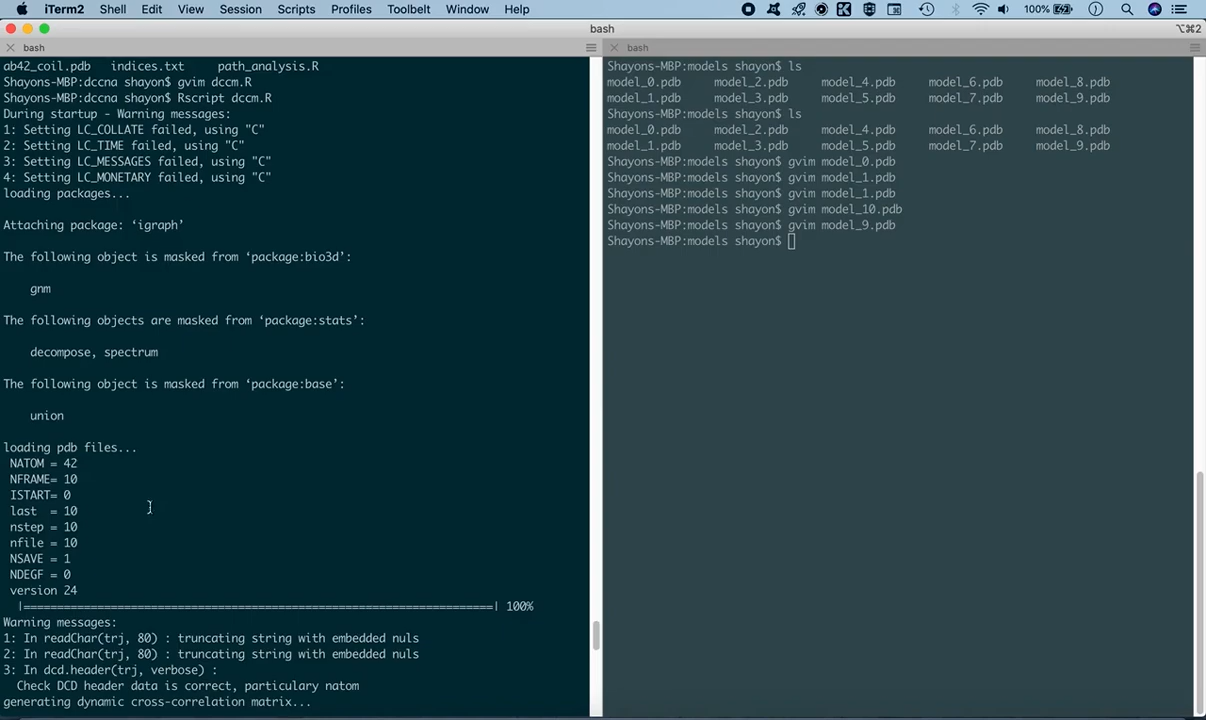 iTerm2 Shell Edit View Session Scripts Profiles Toolbelt Window Help 100%
bash ⌥⌘2
bash
ab42_coil.pdb indices.txt path_analysis.R
Shayons-MBP:dccna shayon$ gvim dccm.R
Shayons-MBP:dccna shayon$ Rscript dccm.R
During startup - Warning messages:
1: Setting LC_COLLATE failed, using "C"
2: Setting LC_TIME failed, using "C"
3: Setting LC_MESSAGES failed, using "C"
4: Setting LC_MONETARY failed, using "C"
loading packages...
Attaching package: ‘igraph’
The following object is masked from ‘package:bio3d’:
gnm
The following objects are masked from ‘package:stats’:
decompose, spectrum
The following object is masked from ‘package:base’:
union
loading pdb files...
NATOM = 42
NFRAME= 10
ISTART= 0
last = 10
nstep = 10
nfile = 10
NSAVE = 1
NDEGF = 0
version 24
|======================================================================| 100%
Warning messages:
1: In readChar(trj, 80) : truncating string with embedded nuls
2: In readChar(trj, 80) : truncating string with embedded nuls
3: In dcd.header(trj, verbose) :
Check DCD header data is correct, particulary natom
generating dynamic cross-correlation matrix...
bash
Shayons-MBP:models shayon$ ls
model_0.pdb model_2.pdb model_4.pdb model_6.pdb model_8.pdb
model_1.pdb model_3.pdb model_5.pdb model_7.pdb model_9.pdb
Shayons-MBP:models shayon$ ls
model_0.pdb model_2.pdb model_4.pdb model_6.pdb model_8.pdb
model_1.pdb model_3.pdb model_5.pdb model_7.pdb model_9.pdb
Shayons-MBP:models shayon$ gvim model_0.pdb
Shayons-MBP:models shayon$ gvim model_1.pdb
Shayons-MBP:models shayon$ gvim model_1.pdb
Shayons-MBP:models shayon$ gvim model_10.pdb
Shayons-MBP:models shayon$ gvim model_9.pdb
Shayons-MBP:models shayon$